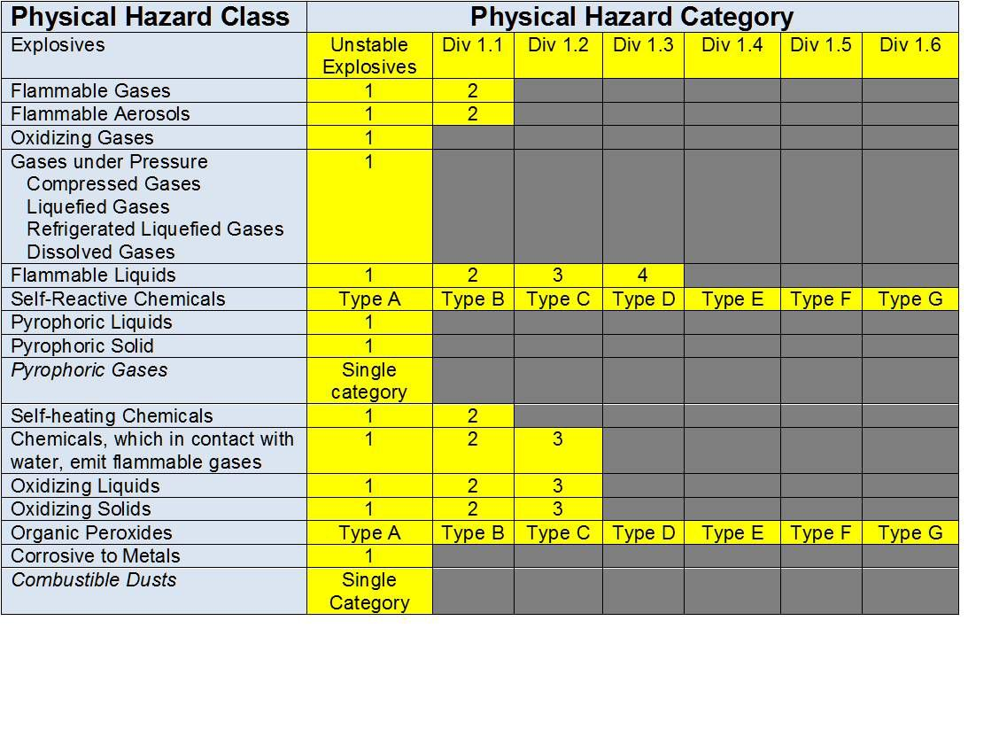 Physical Hazard Class Physical Hazard Category
Explosives Unstable Explosives Div 1.1 Div 1.2 Div 1.3 Div 1.4 Div 1.5 Div 1.6
Flammable Gases 1 2
Flammable Aerosols 1 2
Oxidizing Gases 1
Gases under Pressure 1
Compressed Gases
Liquefied Gases
Refrigerated Liquefied Gases
Dissolved Gases
Flammable Liquids 1 2 3 4
Self-Reactive Chemicals Type A Type B Type C Type D Type E Type F Type G
Pyrophoric Liquids 1
Pyrophoric Solid 1
Pyrophoric Gases Single category
Self-heating Chemicals 1 2
Chemicals, which in contact with water, emit flammable gases 1 2 3
Oxidizing Liquids 1 2 3
Oxidizing Solids 1 2 3
Organic Peroxides Type A Type B Type C Type D Type E Type F Type G
Corrosive to Metals 1
Combustible Dusts Single Category